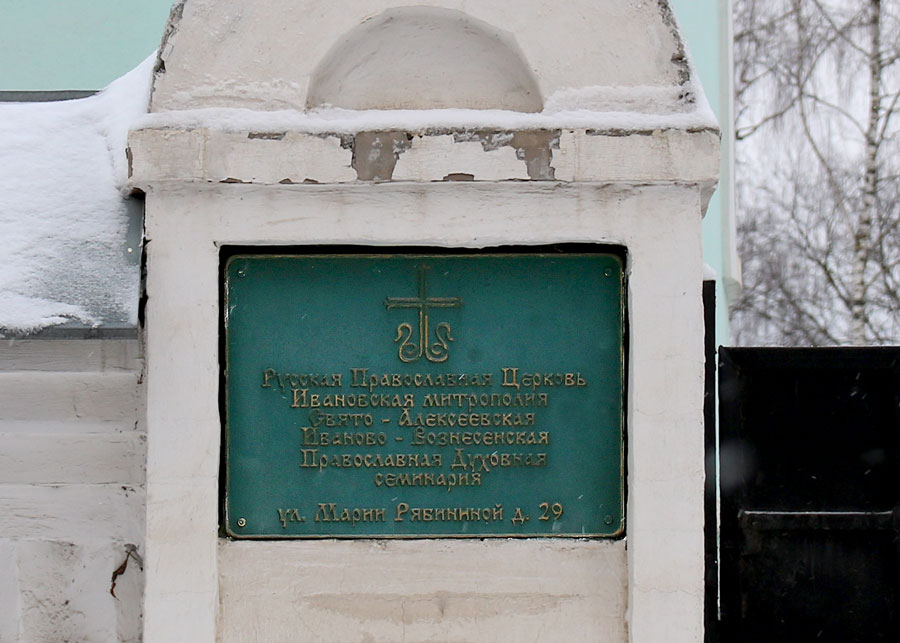 Русская Православная Церковь
Ивановская митрополия
Свято - Алексеевская
Иваново - Вознесенская
Православная Духовная
семинария
ул. Марии Рябининой д. 29